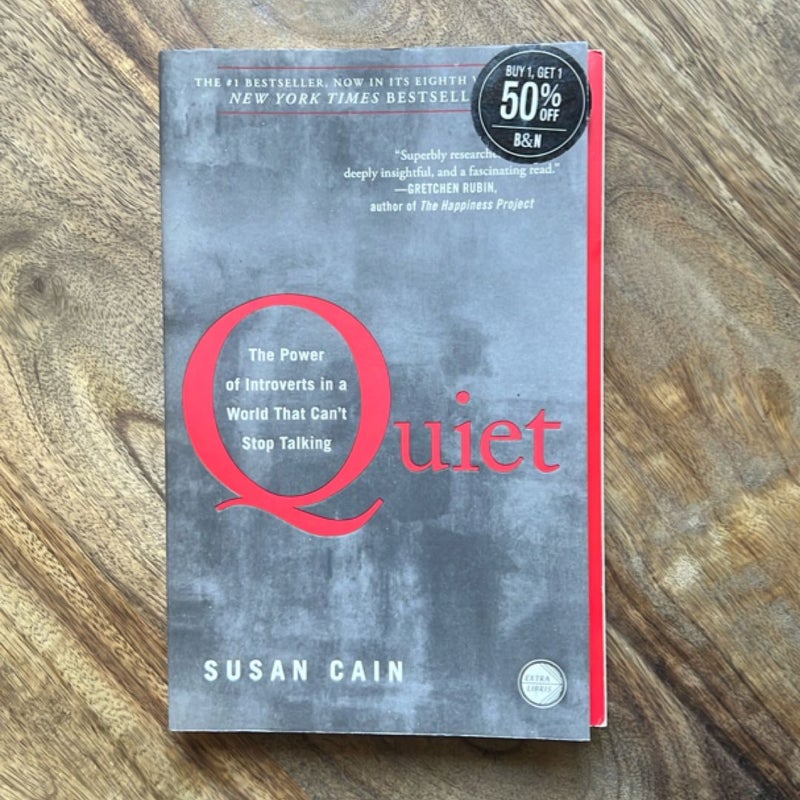 THE #1 BESTSELLER, NOW IN ITS EIGHTH
NEW YORK TIMES
BUY 1, GET 1
50% OFF
B&N
"Superbly
deeply insightful, and a fascinating read."
—GRETCHEN RUBIN,
author of The Happiness Project
The Power
of Introverts in a
World That Can't
Stop Talking
Quiet
SUSAN CAIN
EXTRA
LIBRIS